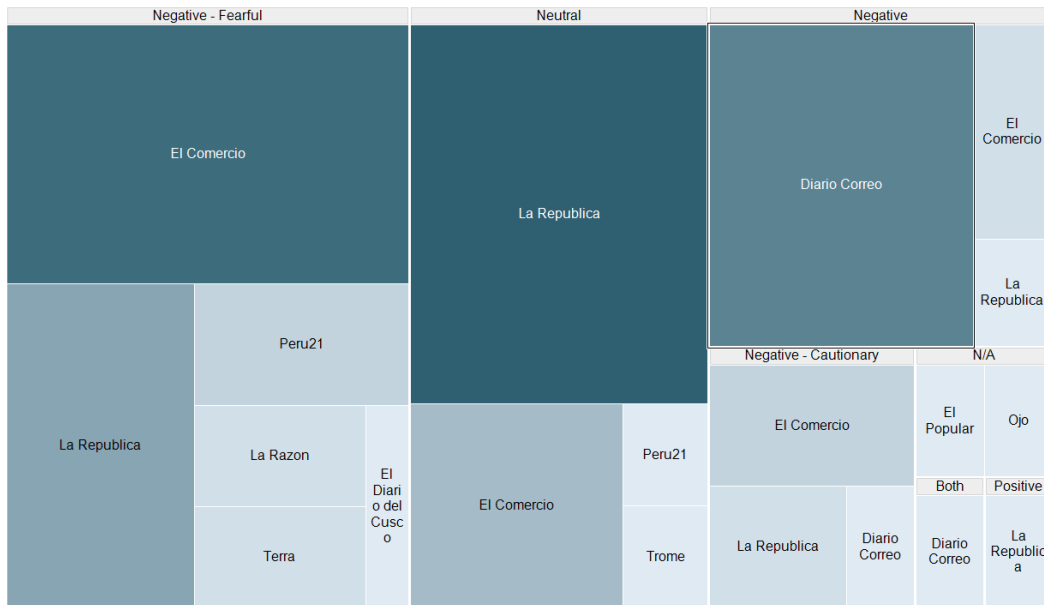 Negative - Fearful
El Comercio
La Republica
Peru21
La Razon
Terra
El
Diari
o del
Cusc
o
Neutral
La Republica
El Comercio
Peru21
Trome
Negative
Diario Correo
El
Comercio
La
Republica
Negative - Cautionary
El Comercio
La Republica
Diario
Correo
N/A
El
Popular
Ojo
Both
Diario
Correo
Positive
La
Republic
a